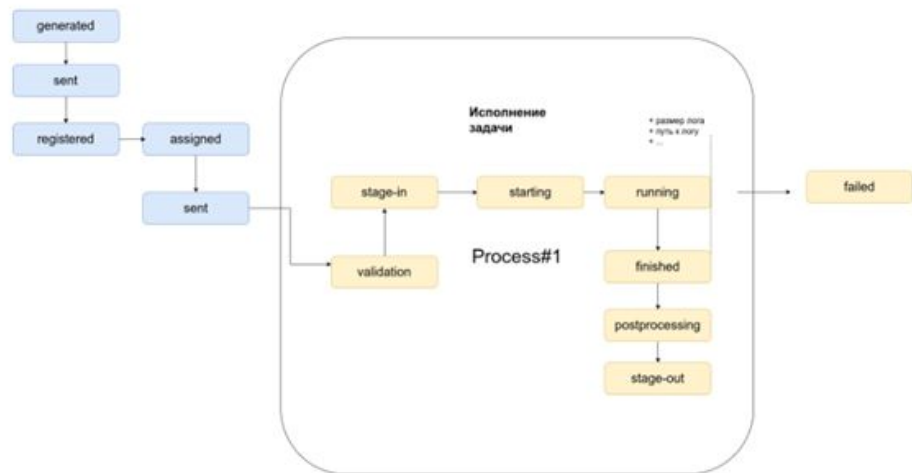 generated
sent
registered
assigned
sent
Исполнение
задачи
+ размер лога
+ путь к логу
+ ...
stage-in
starting
running
failed
validation
Process#1
finished
postprocessing
stage-out